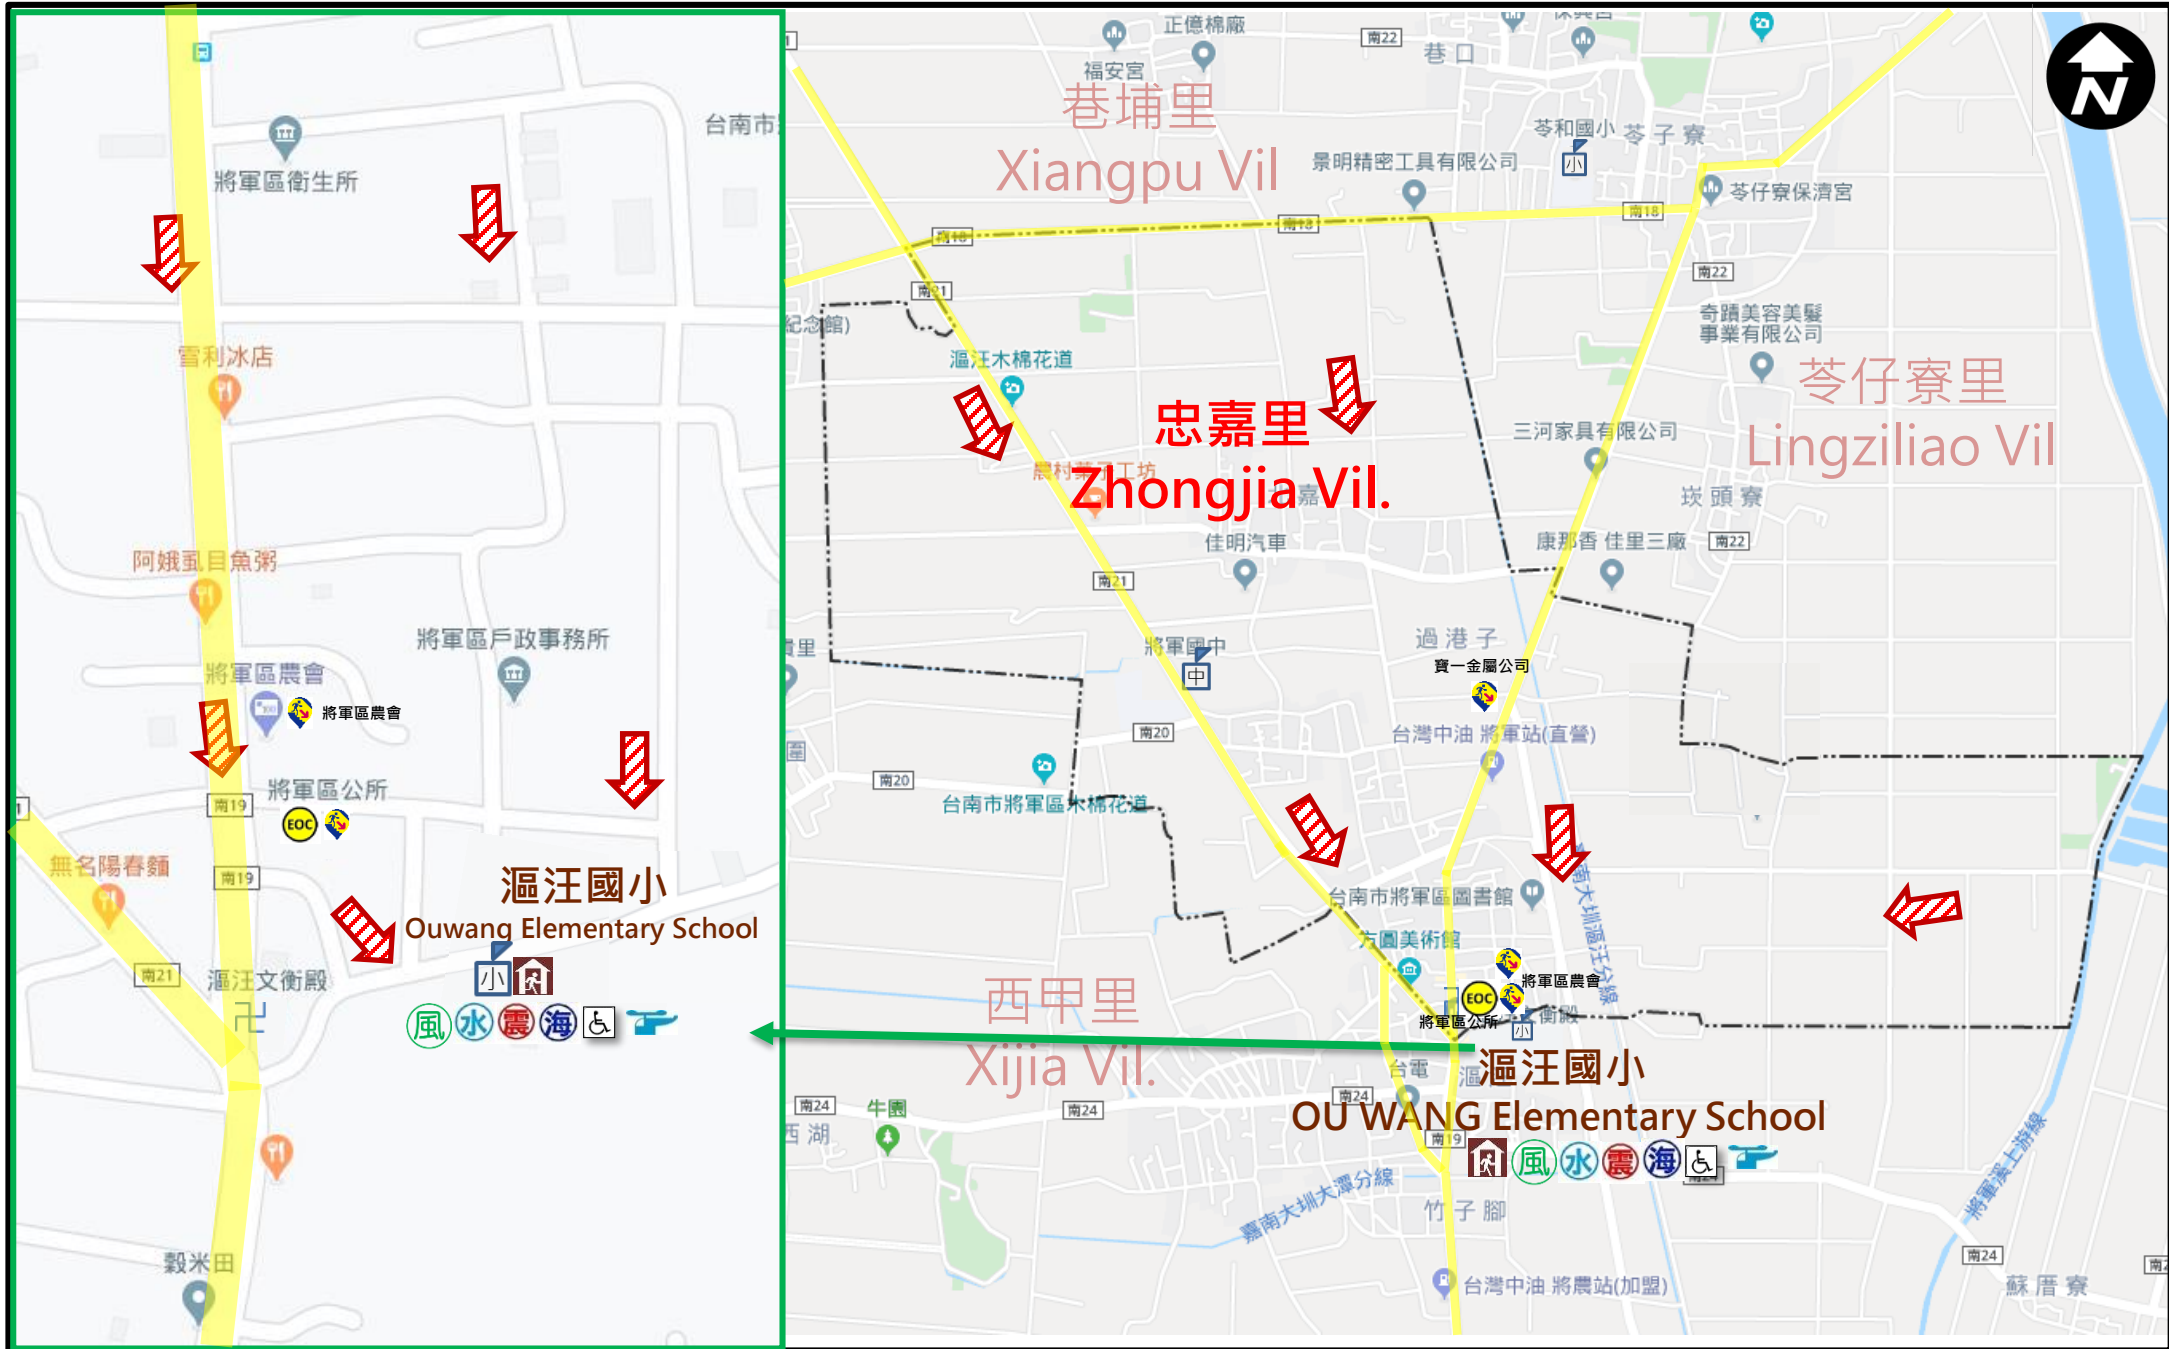 台南市
將軍區衛生所
雪利冰店
阿娥虱目魚粥
將軍區戶政事務所
將軍區農會
將軍區農會
將軍區公所
南19
EOC
無名陽春麵
南19
漚汪國小
Ouwang Elementary School
南21
漚汪文衡殿
小
風 水 震 海
穀米田
正億棉廠
福安宮
南22
巷口
巷埔里
Xiangpu Vil
苓和國小
小
苓子寮
景明精密工具有限公司
苓仔寮保濟宮
南18
南18
南18
南22
南21
紀念館)
奇蹟美容美髮
事業有限公司
漚汪木棉花道
忠嘉里
Zhongjia Vil.
苓仔寮里
Lingziliao Vil
三河家具有限公司
崁頭寮
佳明汽車
康那香 佳里三廠
南22
南21
將軍國中
中
過港子
寶一金屬公司
南20
台灣中油 將軍站(直營)
南20
台南市將軍區木棉花道
台南市將軍區圖書館
方圓美術館
將軍區農會
EOC
將軍區公所
小
西甲里
Xijia Vil.
台電
漚汪國小
OU WANG Elementary School
南24
南24
南24
牛園
西湖
南19
風 水 震 海
嘉南大圳大潭分線
竹子腳
將軍溪上游線
南24
台灣中油 將農站(加盟)
蘇厝寮
N